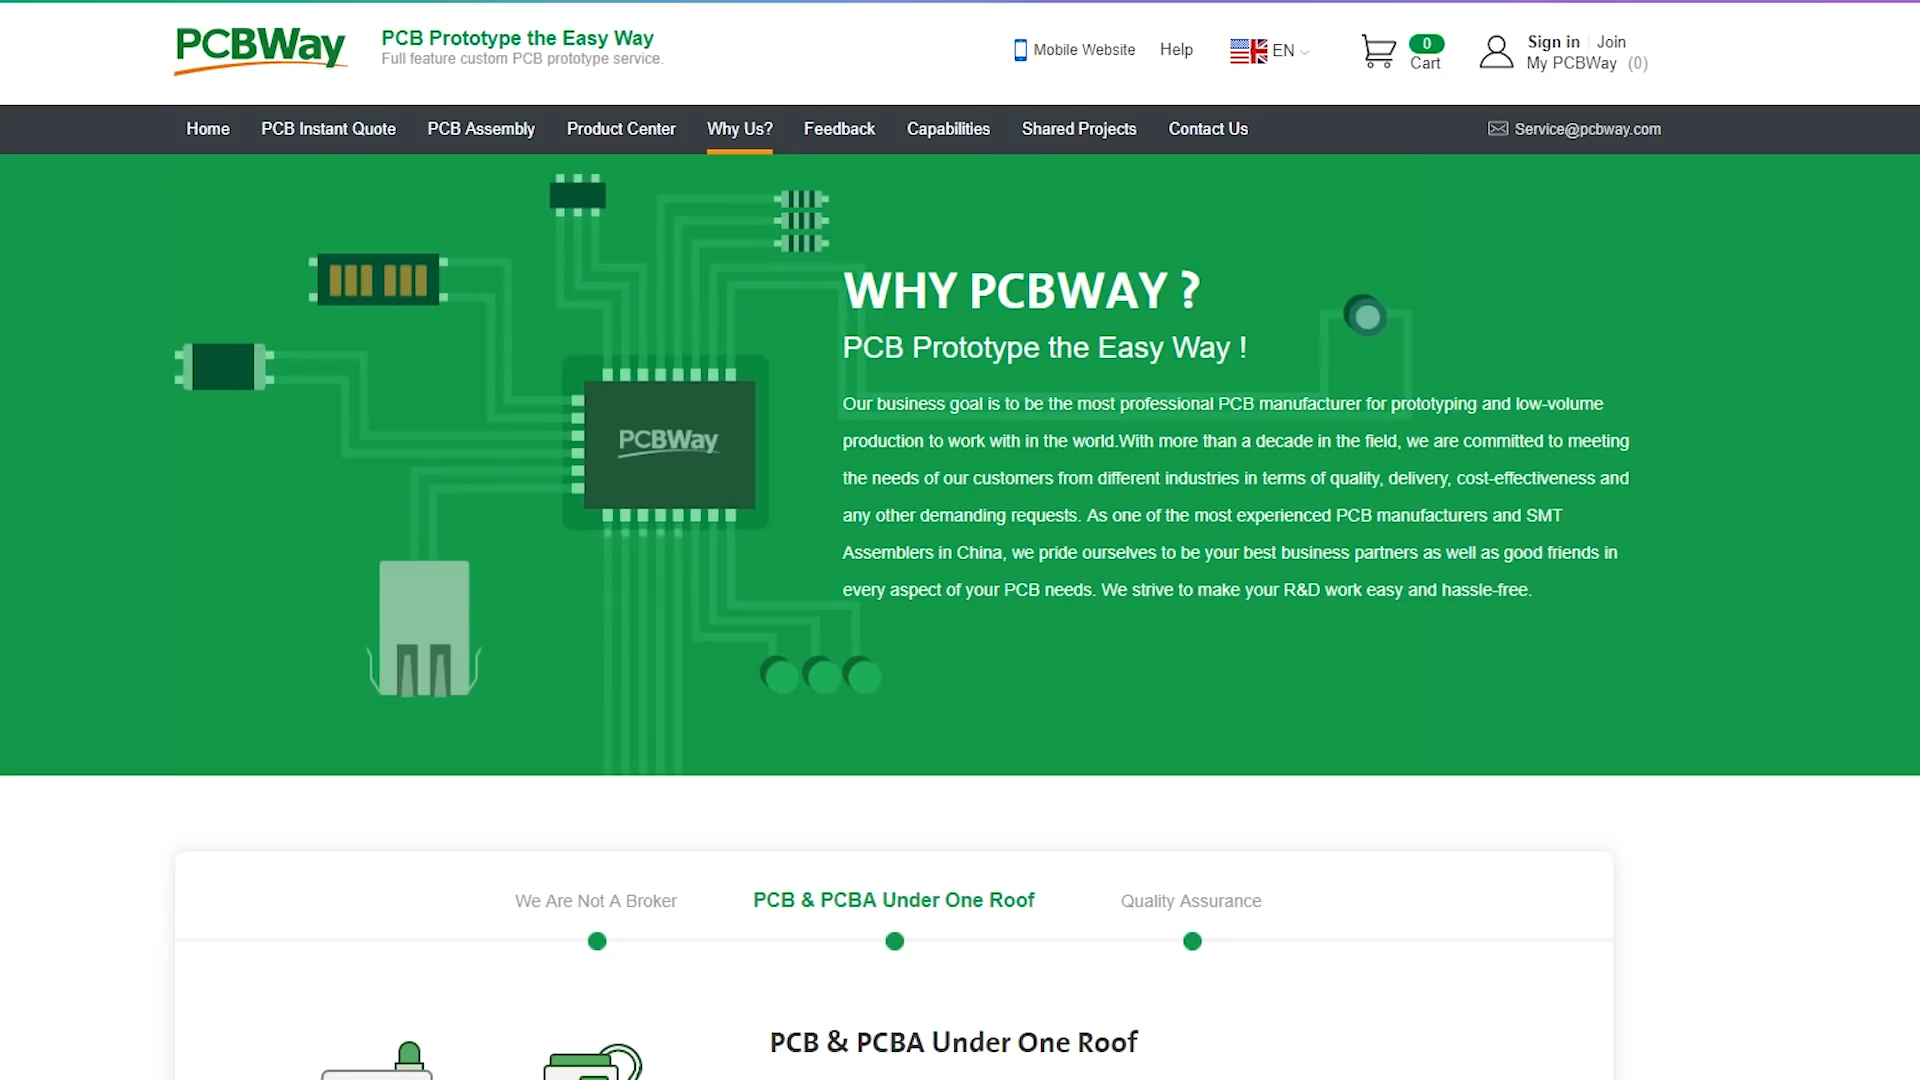 PCBWay
PCB Prototype the Easy Way
Full feature custom PCB prototype service.
Mobile Website
Help
EN
0
Cart
Sign in | Join
My PCBWay (0)
Home
PCB Instant Quote
PCB Assembly
Product Center
Why Us?
Feedback
Capabilities
Shared Projects
Contact Us
Service@pcbway.com
WHY PCBWAY ?
PCB Prototype the Easy Way !
PCBWay
Our business goal is to be the most professional PCB manufacturer for prototyping and low-volume
production to work with in the world.With more than a decade in the field, we are committed to meeting
the needs of our customers from different industries in terms of quality, delivery, cost-effectiveness and
any other demanding requests. As one of the most experienced PCB manufacturers and SMT
Assemblers in China, we pride ourselves to be your best business partners as well as good friends in
every aspect of your PCB needs. We strive to make your R&D work easy and hassle-free.
We Are Not A Broker
PCB & PCBA Under One Roof
Quality Assurance
PCB & PCBA Under One Roof